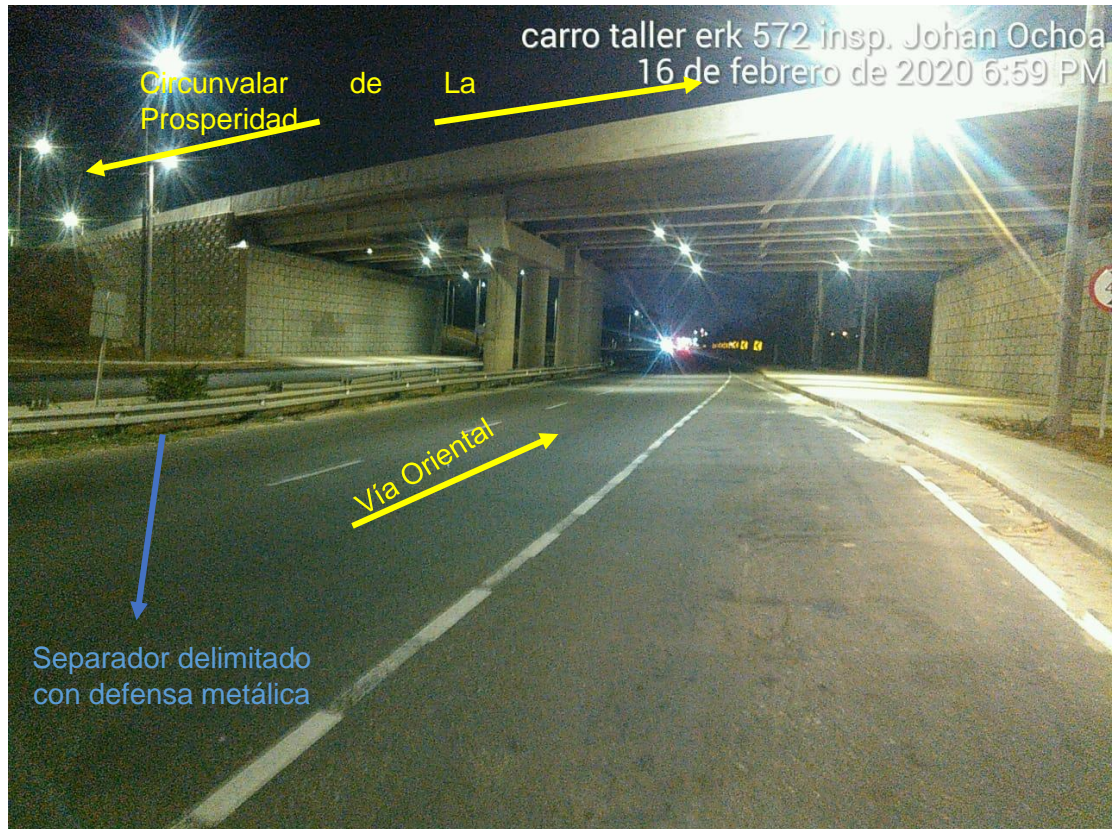 carro taller erk 572 insp. Johan Ochoa
16 de febrero de 2020 6:59 PM
Circunvalar de La
Prosperidad
Vía Oriental
Separador delimitado
con defensa metálica